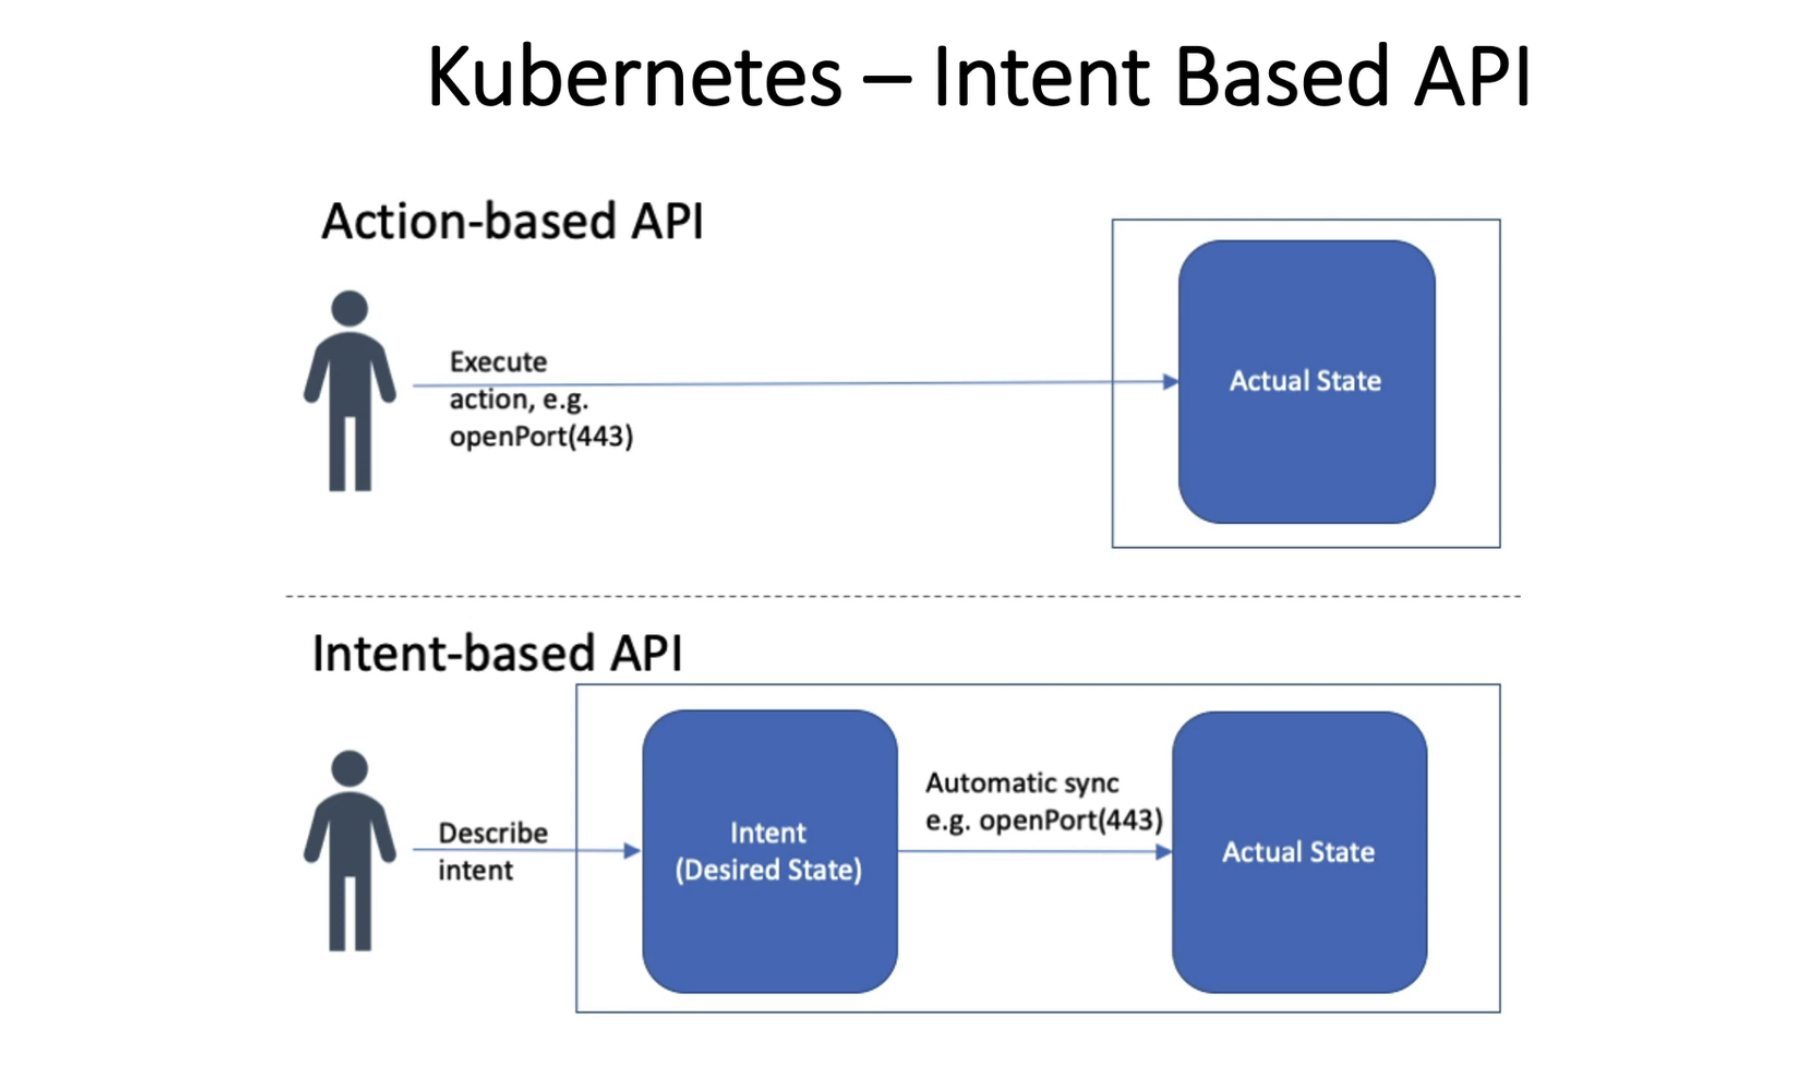 Kubernetes – Intent Based API
Action-based API
Execute
action, e.g.
openPort(443)
Actual State
Intent-based API
Describe
intent
Intent
(Desired State)
Automatic sync
e.g. openPort(443)
Actual State